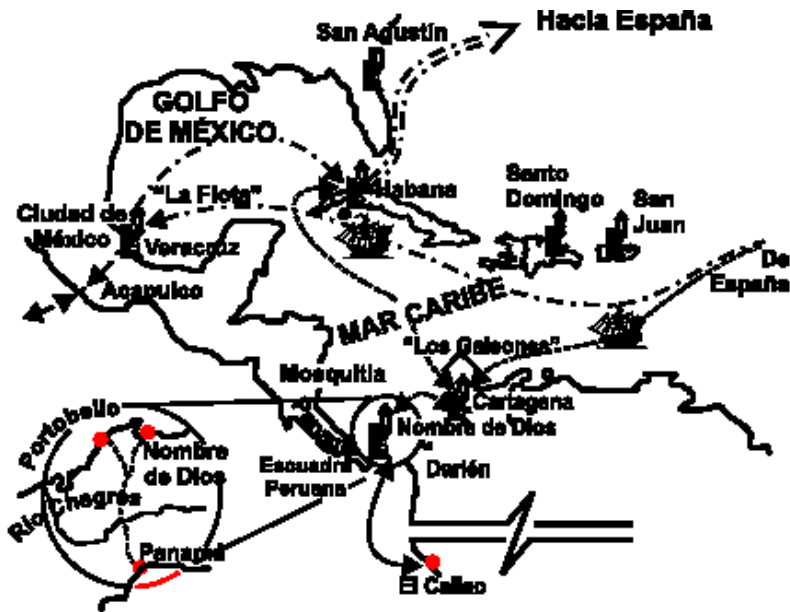 San Agustín
Hacia España
GOLFO
DE MÉXICO
"La Flota"
Habana
Santo
Domingo
San
Juan
Ciudad de
México
Veracruz
Acapulco
De
España
MAR CARIBE
"Los Galeones"
Mosquitia
Cartagena
Nombre de Dios
Portobello
Nombre
de Dios
Escuadra
Peruana
Darién
Río Chagres
Panamá
El Callao